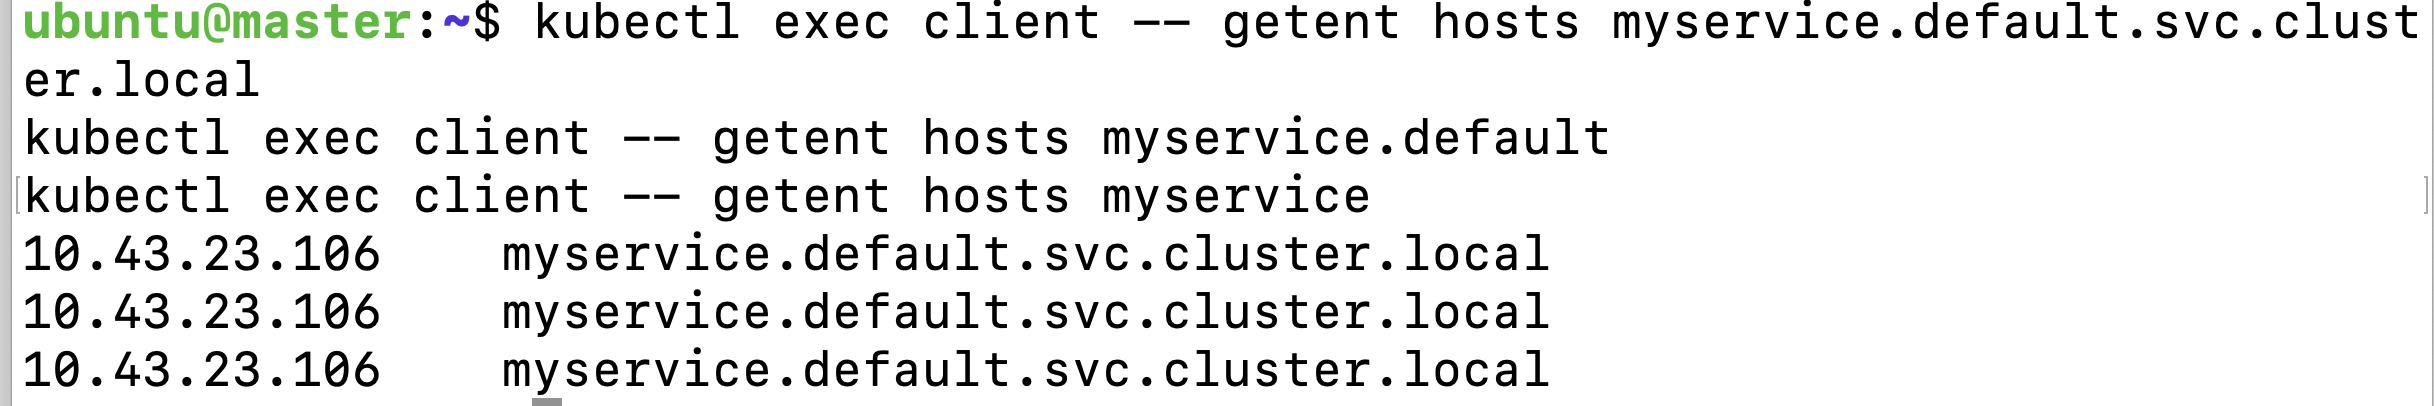 ubuntu@master:~$ kubectl exec client -- getent hosts myservice.default.svc.clust
er.local
kubectl exec client -- getent hosts myservice.default
[kubectl exec client -- getent hosts myservice ]
10.43.23.106    myservice.default.svc.cluster.local
10.43.23.106    myservice.default.svc.cluster.local
10.43.23.106    myservice.default.svc.cluster.local